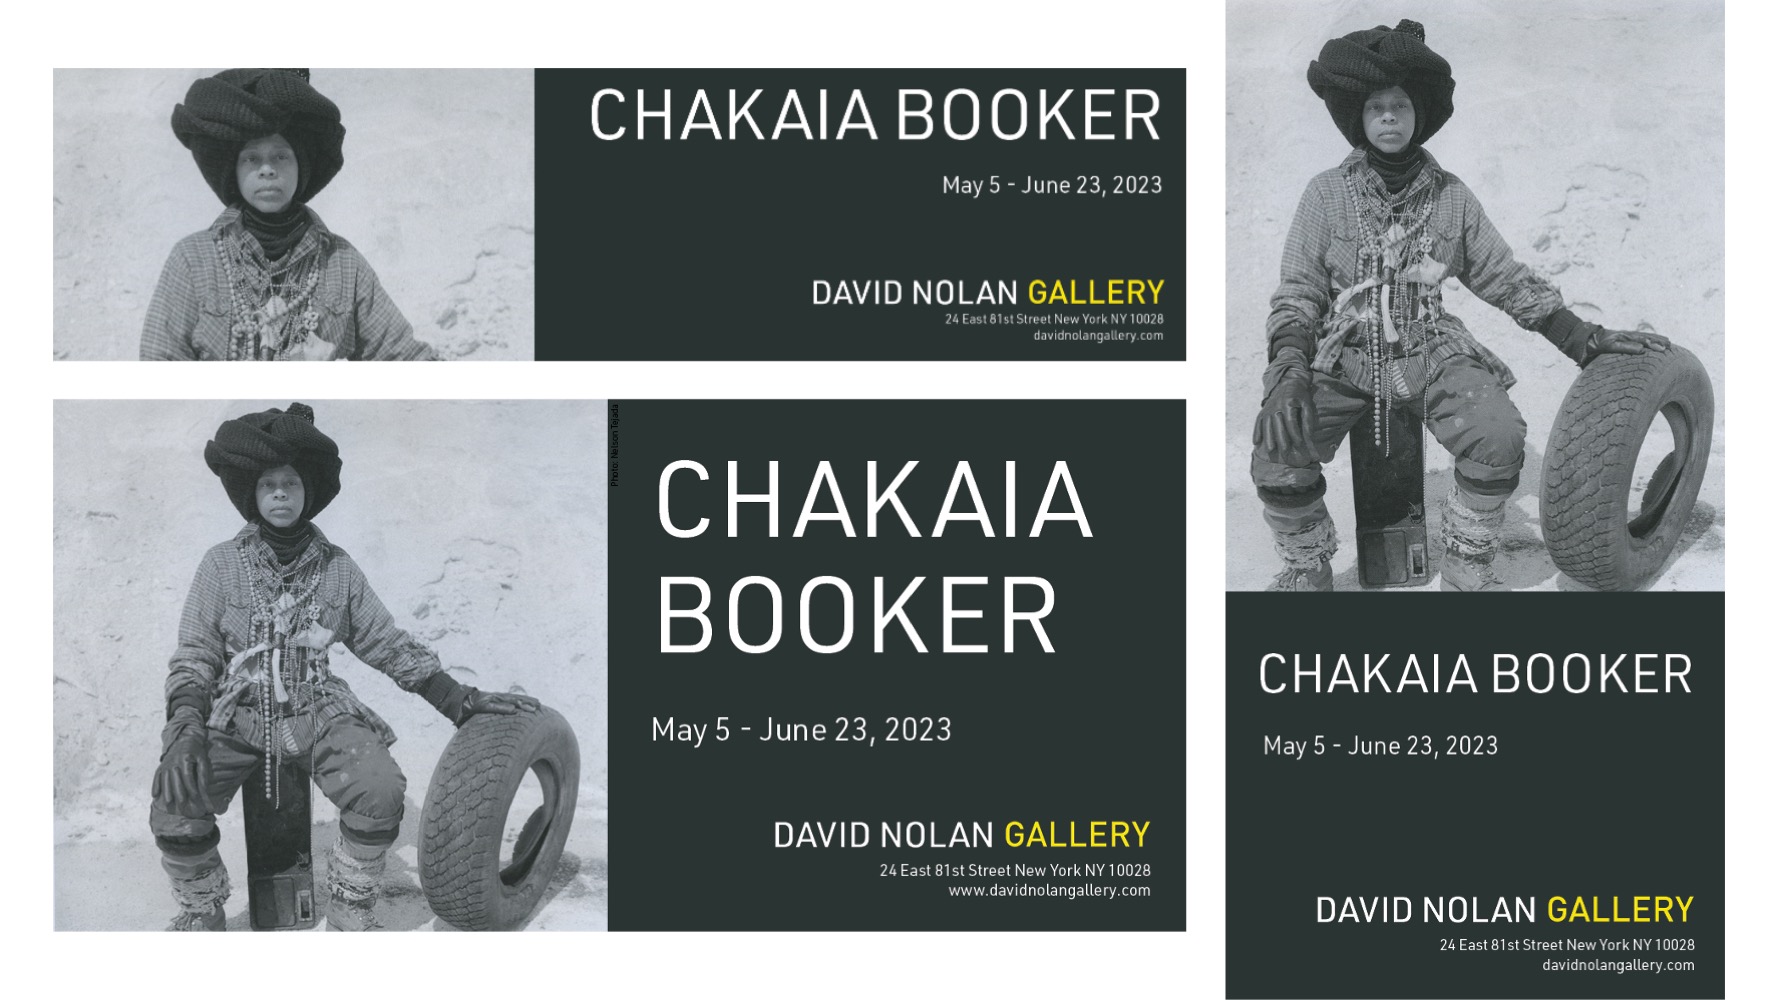 CHAKAIA BOOKER
May 5 - June 23, 2023
DAVID NOLAN GALLERY
24 East 81st Street New York NY 10028
davidnolangallery.com
Photo: Nelson Tejada
CHAKAIA
BOOKER
May 5 - June 23, 2023
DAVID NOLAN GALLERY
24 East 81st Street New York NY 10028
www.davidnolangallery.com
CHAKAIA BOOKER
May 5 - June 23, 2023
DAVID NOLAN GALLERY
24 East 81st Street New York NY 10028
davidnolangallery.com